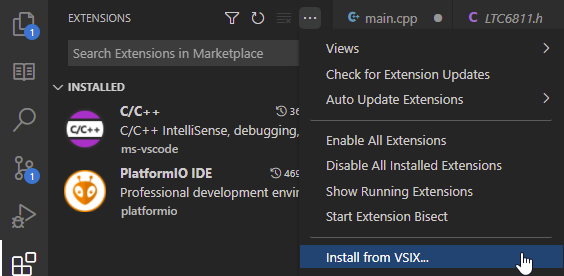 EXTENSIONS
main.cpp
LTC6811.h
Search Extensions in Marketplace
INSTALLED
C/C++
36
C/C++ IntelliSense, debugging,
ms-vscode
PlatformIO IDE
469
Professional development envir
platformio
Views
Check for Extension Updates
Auto Update Extensions
Enable All Extensions
Disable All Installed Extensions
Show Running Extensions
Start Extension Bisect
Install from VSIX...
1
1
C/C++